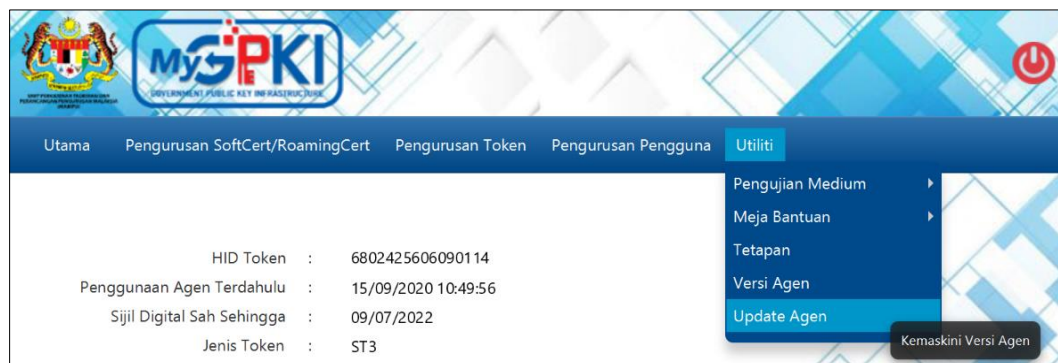 MyGPKI
GOVERNMENT PUBLIC KEY INFRASTRUCTURE
Utama Pengurusan SoftCert/RoamingCert Pengurusan Token Pengurusan Pengguna Utiliti
Pengujian Medium
Meja Bantuan
Tetapan
Versi Agen
Update Agen
Kemaskini Versi Agen
HID Token : 6802425606090114
Penggunaan Agen Terdahulu : 15/09/2020 10:49:56
Sijil Digital Sah Sehingga : 09/07/2022
Jenis Token : ST3